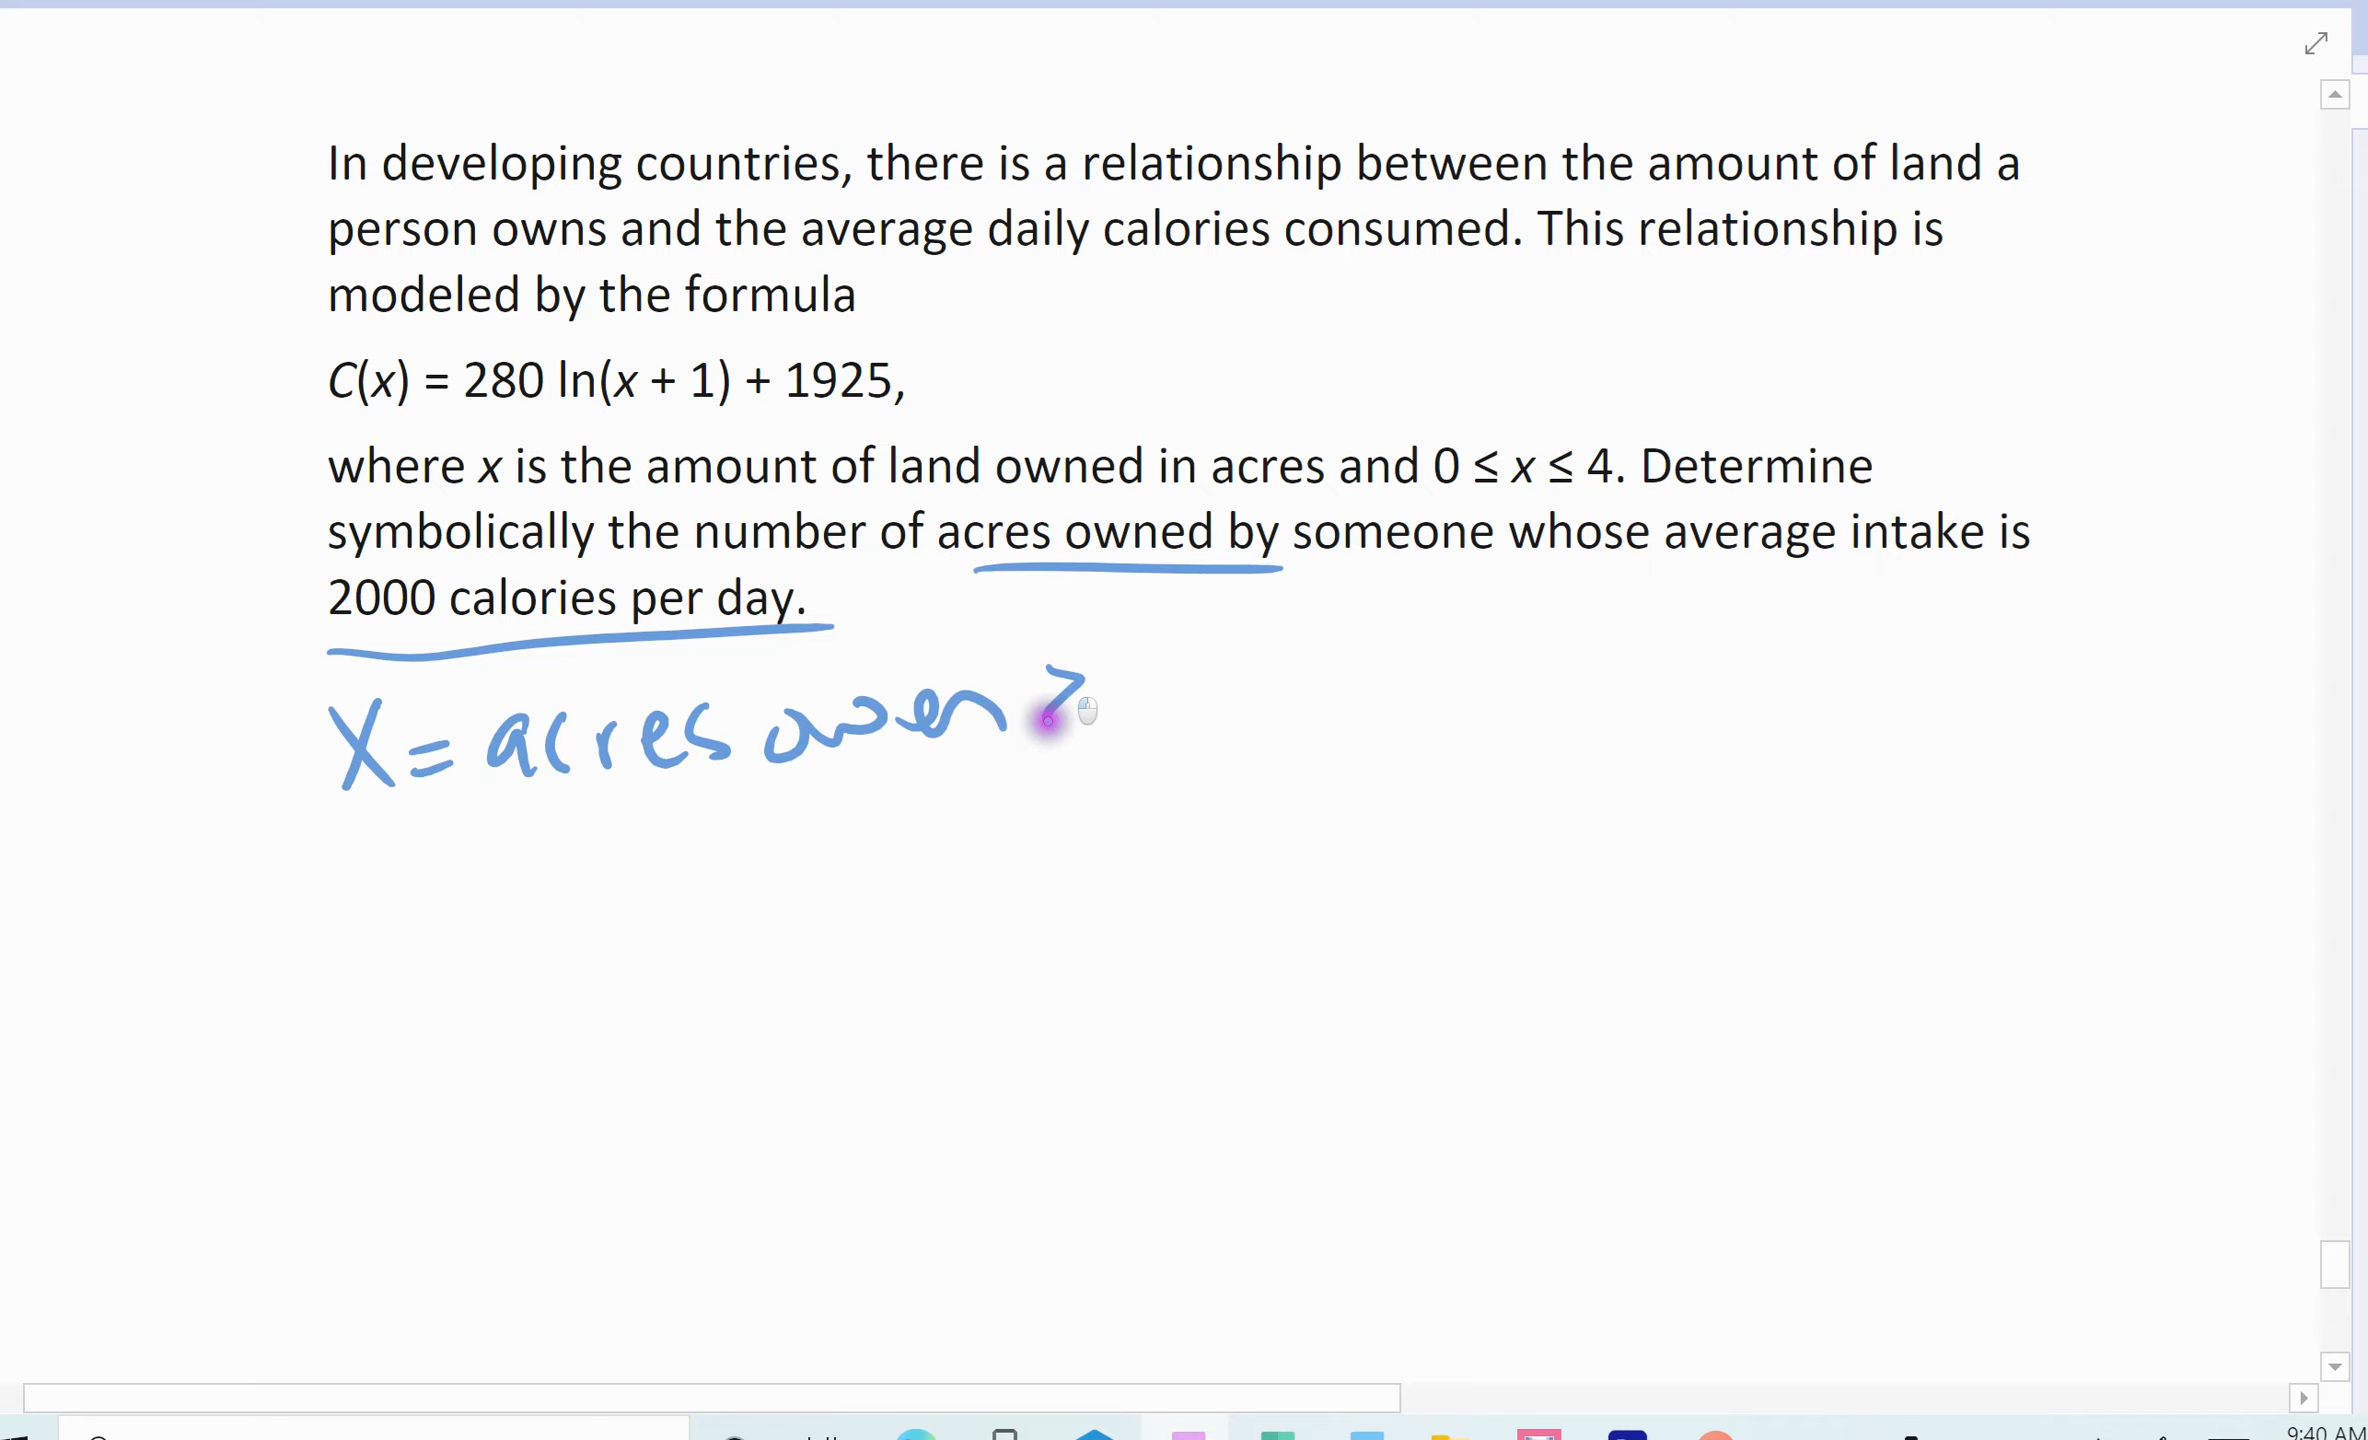 In developing countries, there is a relationship between the amount of land a
person owns and the average daily calories consumed. This relationship is
modeled by the formula
C(x) = 280 ln(x + 1) + 1925,
where x is the amount of land owned in acres and 0 ≤ x ≤ 4. Determine
symbolically the number of acres owned by someone whose average intake is
2000 calories per day.
X = acres owen ?
9:40 AM